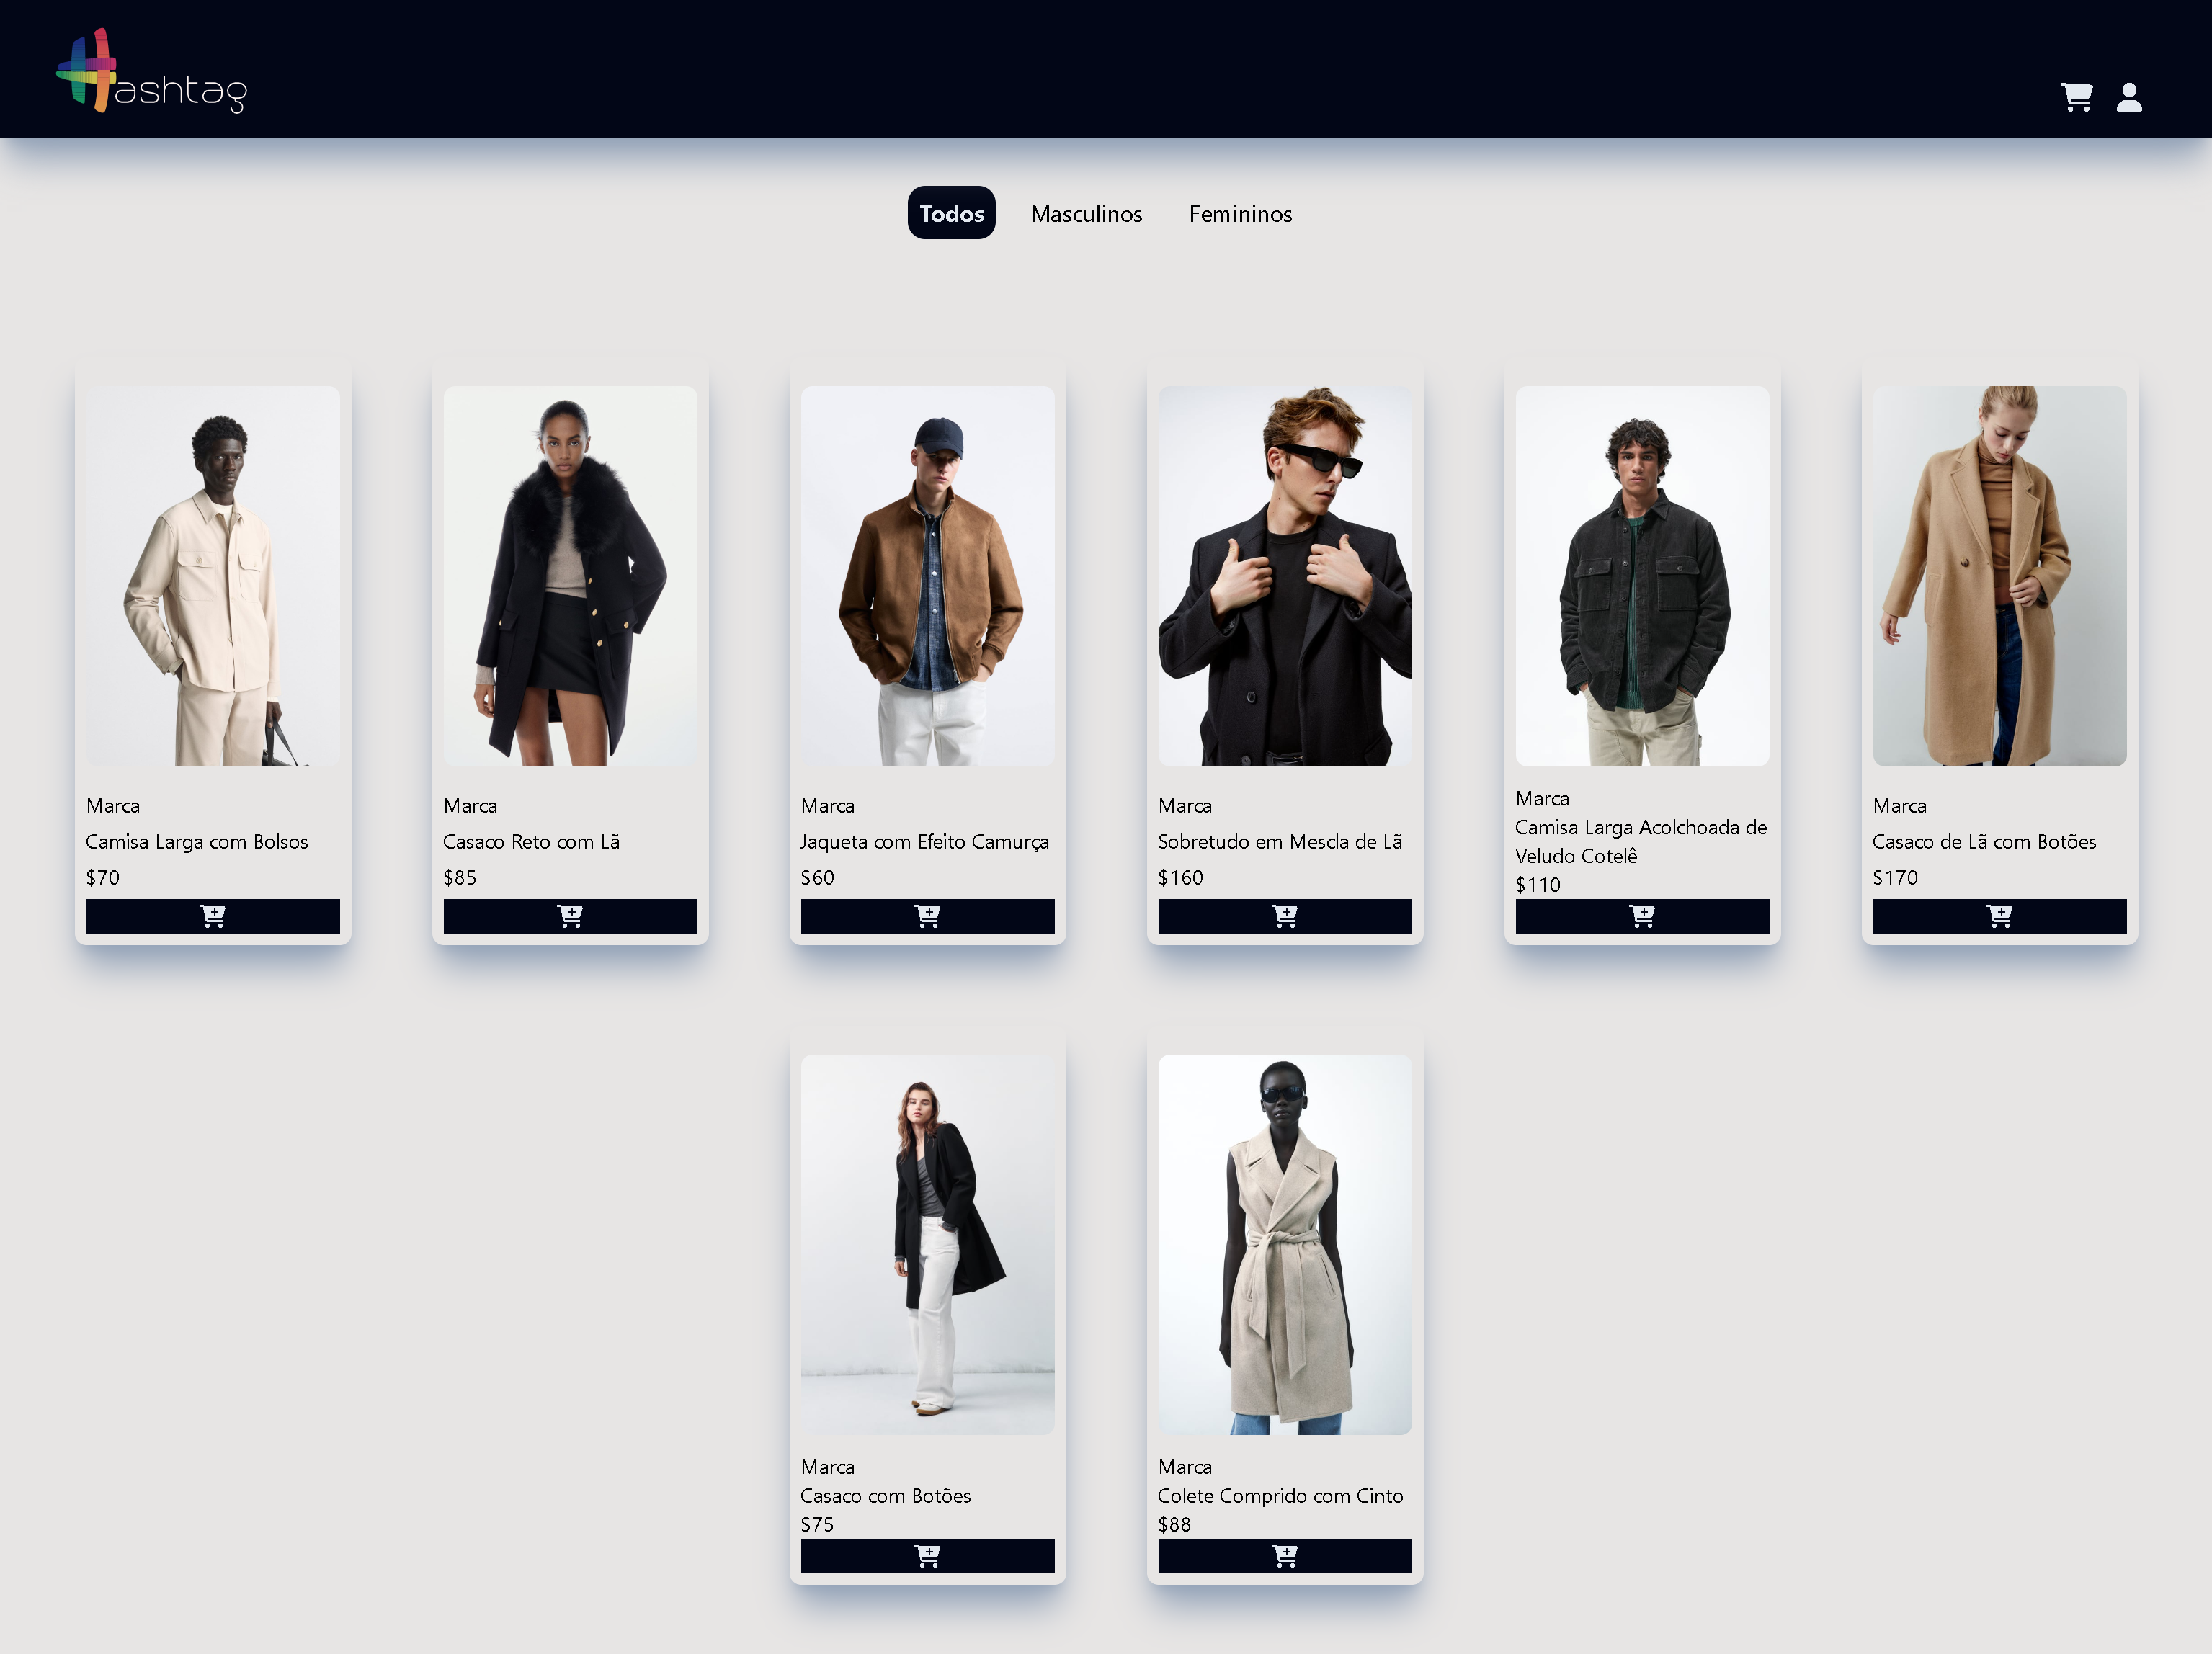 Hashtag
Todos
Masculinos
Femininos
Marca
Camisa Larga com Bolsos
$70
Marca
Casaco Reto com Lã
$85
Marca
Jaqueta com Efeito Camurça
$60
Marca
Sobretudo em Mescla de Lã
$160
Marca
Camisa Larga Acolchoada de
Veludo Cotelê
$110
Marca
Casaco de Lã com Botões
$170
Marca
Casaco com Botões
$75
Marca
Colete Comprido com Cinto
$88